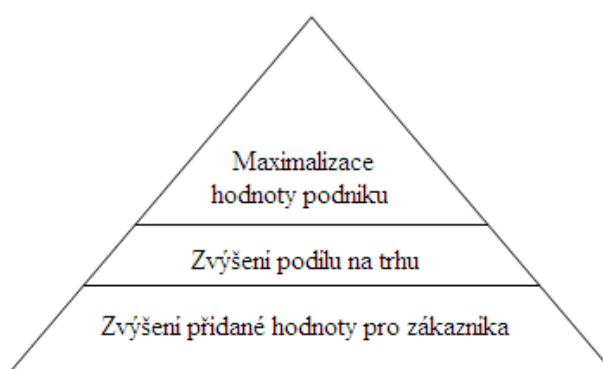 Maximalizace
hodnoty podniku
Zvýšení podílu na trhu
Zvýšení přidané hodnoty pro zákazníka